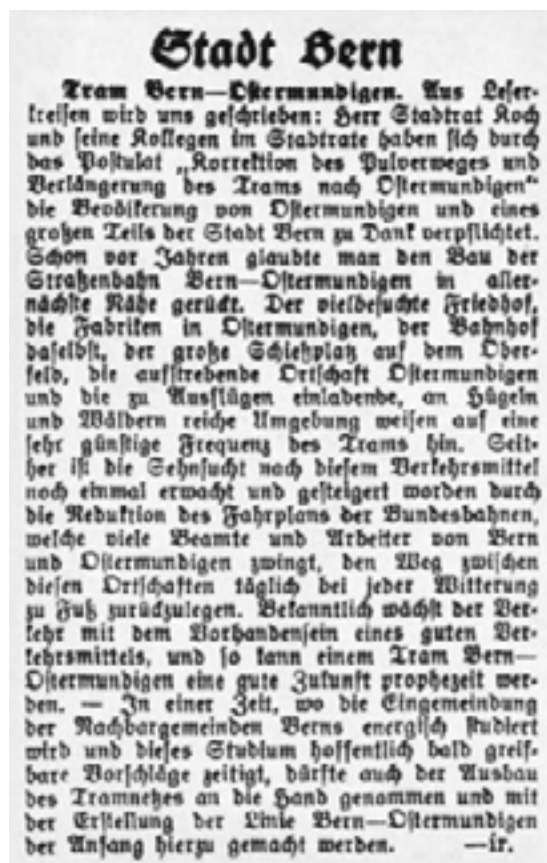 Stadt Bern
Tram Bern—Ostermundigen. Aus Leser-
kreisen wird uns geschrieben: Herr Stadtrat Koch
und seine Kollegen im Stadtrate haben sich durch
das Postulat „Korrektion des Pulverweges und
Verlängerung des Trams nach Ostermundigen“
die Bevölkerung von Ostermundigen und eines
großen Teils der Stadt Bern zu Dank verpflichtet.
Schon vor Jahren glaubte man den Bau der
Straßenbahn Bern—Ostermundigen in aller-
nächste Nähe gerückt. Der vielbesuchte Friedhof,
die Fabriken in Ostermundigen, der Bahnhof
daselbst, der große Schießplatz auf dem Ober-
feld, die aufstrebende Ortschaft Ostermundigen
und die zu Ausflügen einladende, an Hügeln
und Wäldern reiche Umgebung weisen auf eine
sehr günstige Frequenz des Trams hin. Seit-
her ist die Sehnsucht nach diesem Verkehrsmittel
noch einmal erwacht und gesteigert worden durch
die Reduktion des Fahrplans der Bundesbahnen,
welche viele Beamte und Arbeiter von Bern
und Ostermundigen zwingt, den Weg zwischen
diesen Ortschaften täglich bei jeder Witterung
zu Fuß zurückzulegen. Bekanntlich wächst der Ver-
kehr mit dem Vorhandensein eines guten Ver-
kehrsmittels, und so kann einem Tram Bern—
Ostermundigen eine gute Zukunft prophezeit wer-
den. — In einer Zeit, wo die Eingemeindung
der Nachbargemeinden Berns energisch studiert
wird und dieses Studium hoffentlich bald greif-
bare Vorschläge zeitigt, dürfte auch der Ausbau
des Tramnetzes an die Hand genommen und mit
der Erstellung der Linie Bern—Ostermundigen
der Anfang hierzu gemacht werden. —ir.